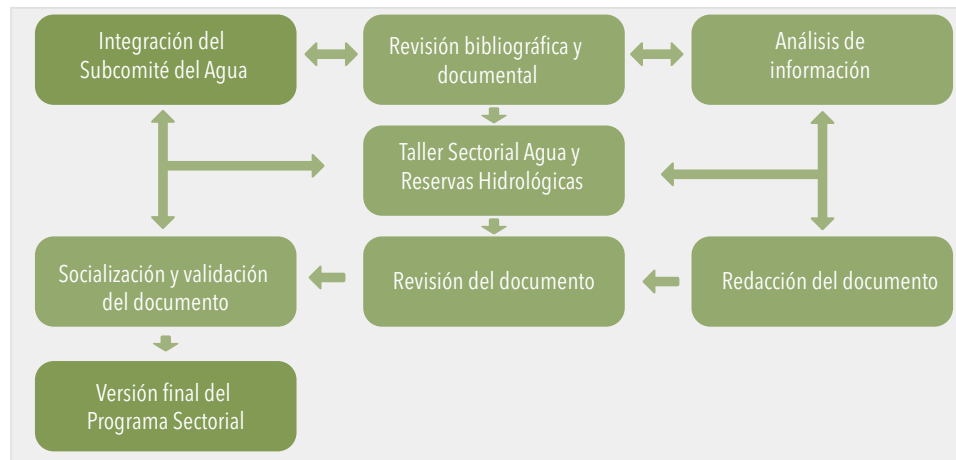 Integración del
Subcomité del Agua
Revisión bibliográfica y
documental
Análisis de
información
Taller Sectorial Agua y
Reservas Hidrológicas
Socialización y validación
del documento
Revisión del documento
Redacción del documento
Versión final del
Programa Sectorial